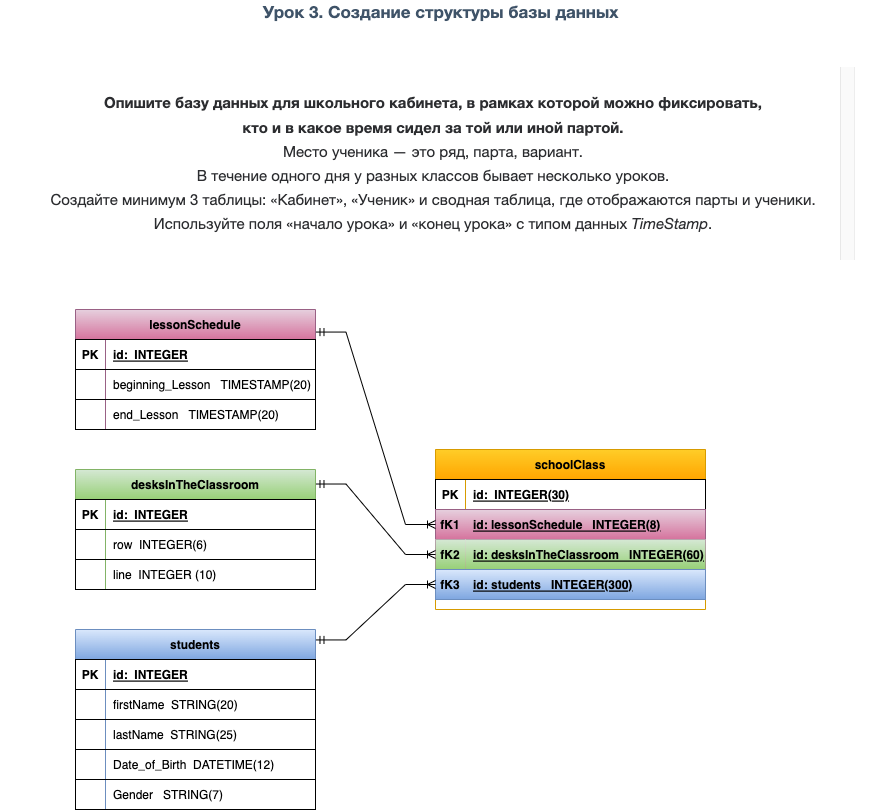 Урок 3. Создание структуры базы данных
Опишите базу данных для школьного кабинета, в рамках которой можно фиксировать,
кто и в какое время сидел за той или иной партой.
Место ученика — это ряд, парта, вариант.
В течение одного дня у разных классов бывает несколько уроков.
Создайте минимум 3 таблицы: «Кабинет», «Ученик» и сводная таблица, где отображаются парты и ученики.
Используйте поля «начало урока» и «конец урока» с типом данных TimeStamp.
lessonSchedule
PK id: INTEGER
beginning_Lesson TIMESTAMP(20)
end_Lesson TIMESTAMP(20)
desksInTheClassroom
PK id: INTEGER
row INTEGER(6)
line INTEGER (10)
students
PK id: INTEGER
firstName STRING(20)
lastName STRING(25)
Date_of_Birth DATETIME(12)
Gender STRING(7)
schoolClass
PK id: INTEGER(30)
fK1 id: lessonSchedule INTEGER(8)
fK2 id: desksInTheClassroom INTEGER(60)
fK3 id: students INTEGER(300)